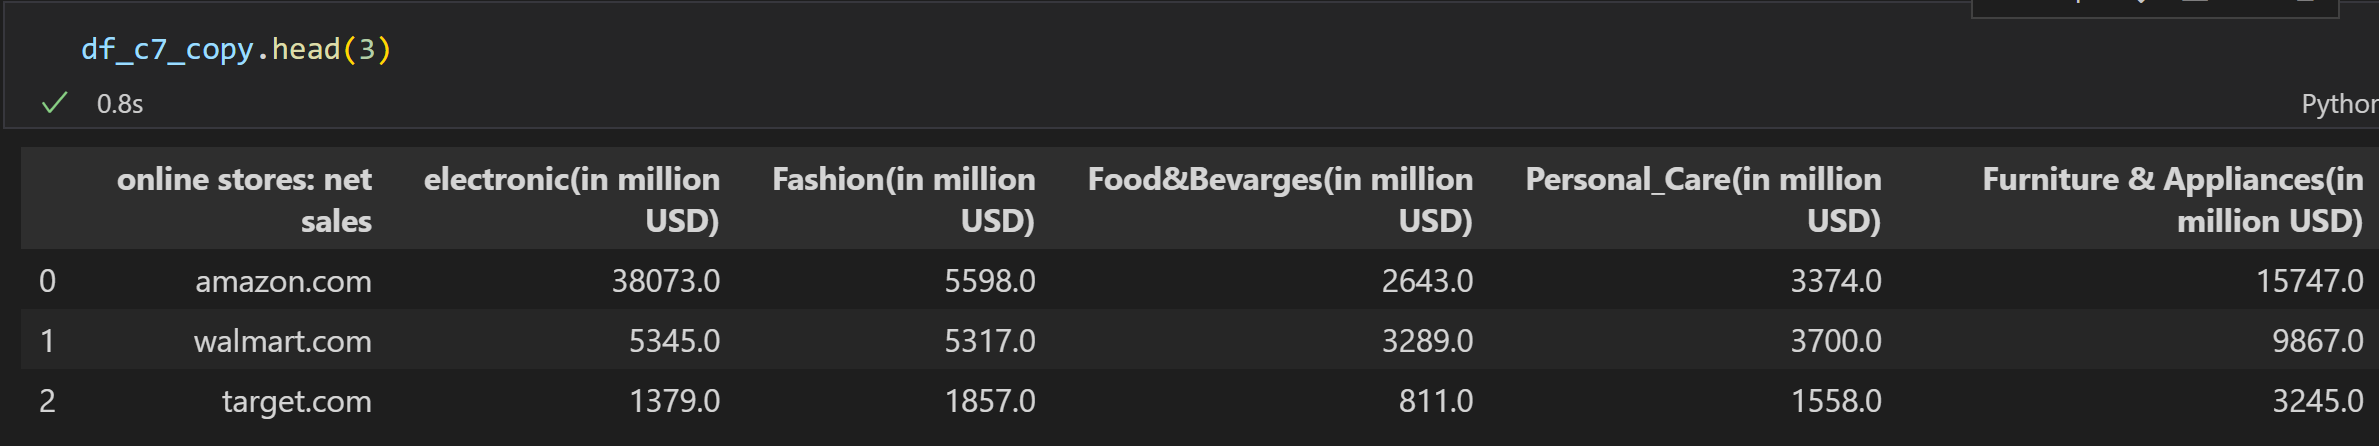 df_c7_copy.head(3)
0.8s
Python
online stores: net sales electronic(in million USD) Fashion(in million USD) Food&Bevarges(in million USD) Personal_Care(in million USD) Furniture & Appliances(in million USD)
0 amazon.com 38073.0 5598.0 2643.0 3374.0 15747.0
1 walmart.com 5345.0 5317.0 3289.0 3700.0 9867.0
2 target.com 1379.0 1857.0 811.0 1558.0 3245.0